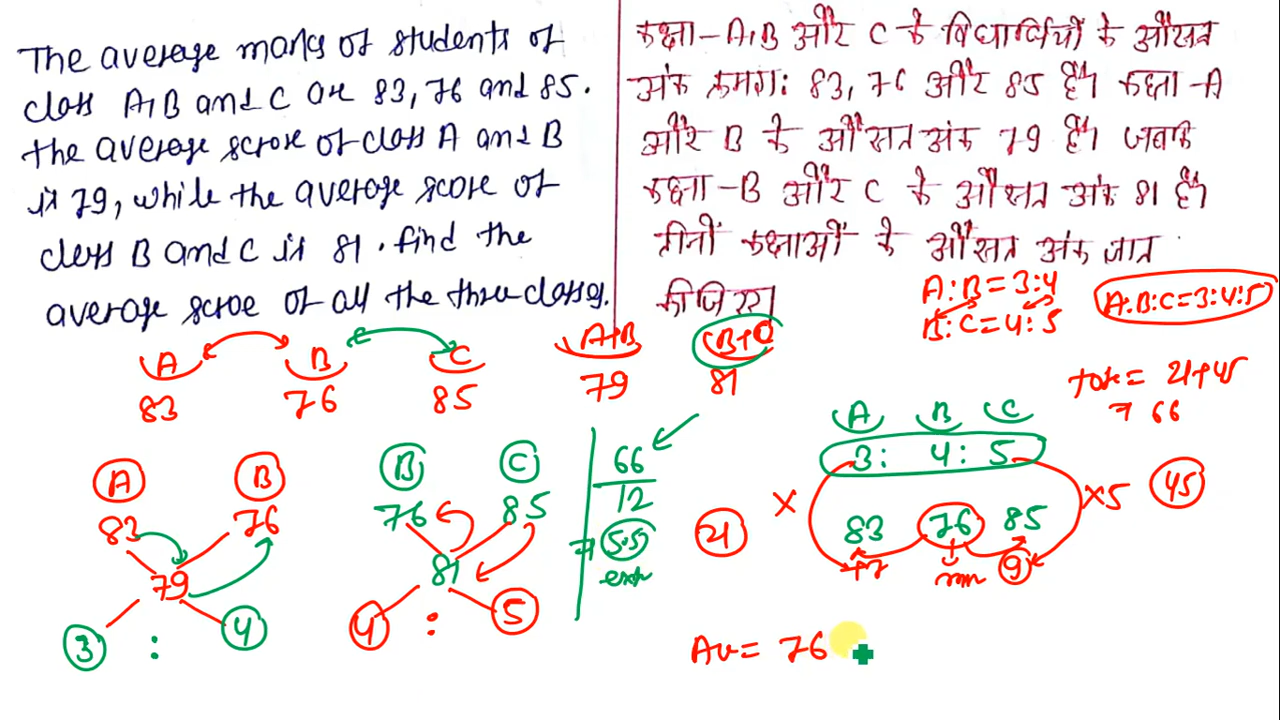 The average marks of students of
class A,B and C are 83, 76 and 85.
the average scrore of class A and B
is 79, while the average score of
class B and C is 81. find the
average scroe of all the three classes.
कक्षा-A,B और C के विद्यार्थियों के औसत
अंक क्रमश: 83, 76 और 85 है। कक्षा-A
और B के औसत अंक 79 है। जबकि
कक्षा-B और C के औसत अंक 81 है।
तीनों कक्षाओं के औसत अंक ज्ञात
कीजिए।
A:B=3:4
B:C=4:5
A:B:C=3:4:5
A B C A+B B+C
83 76 85 79 81
A B
83 76
79
3 : 4
B C
76 85
81
4 : 5
66
12
=5.5
21
A B C
3: 4: 5
× ×5 45
83 76 85
+7 9
21+45
= 66
Av= 76